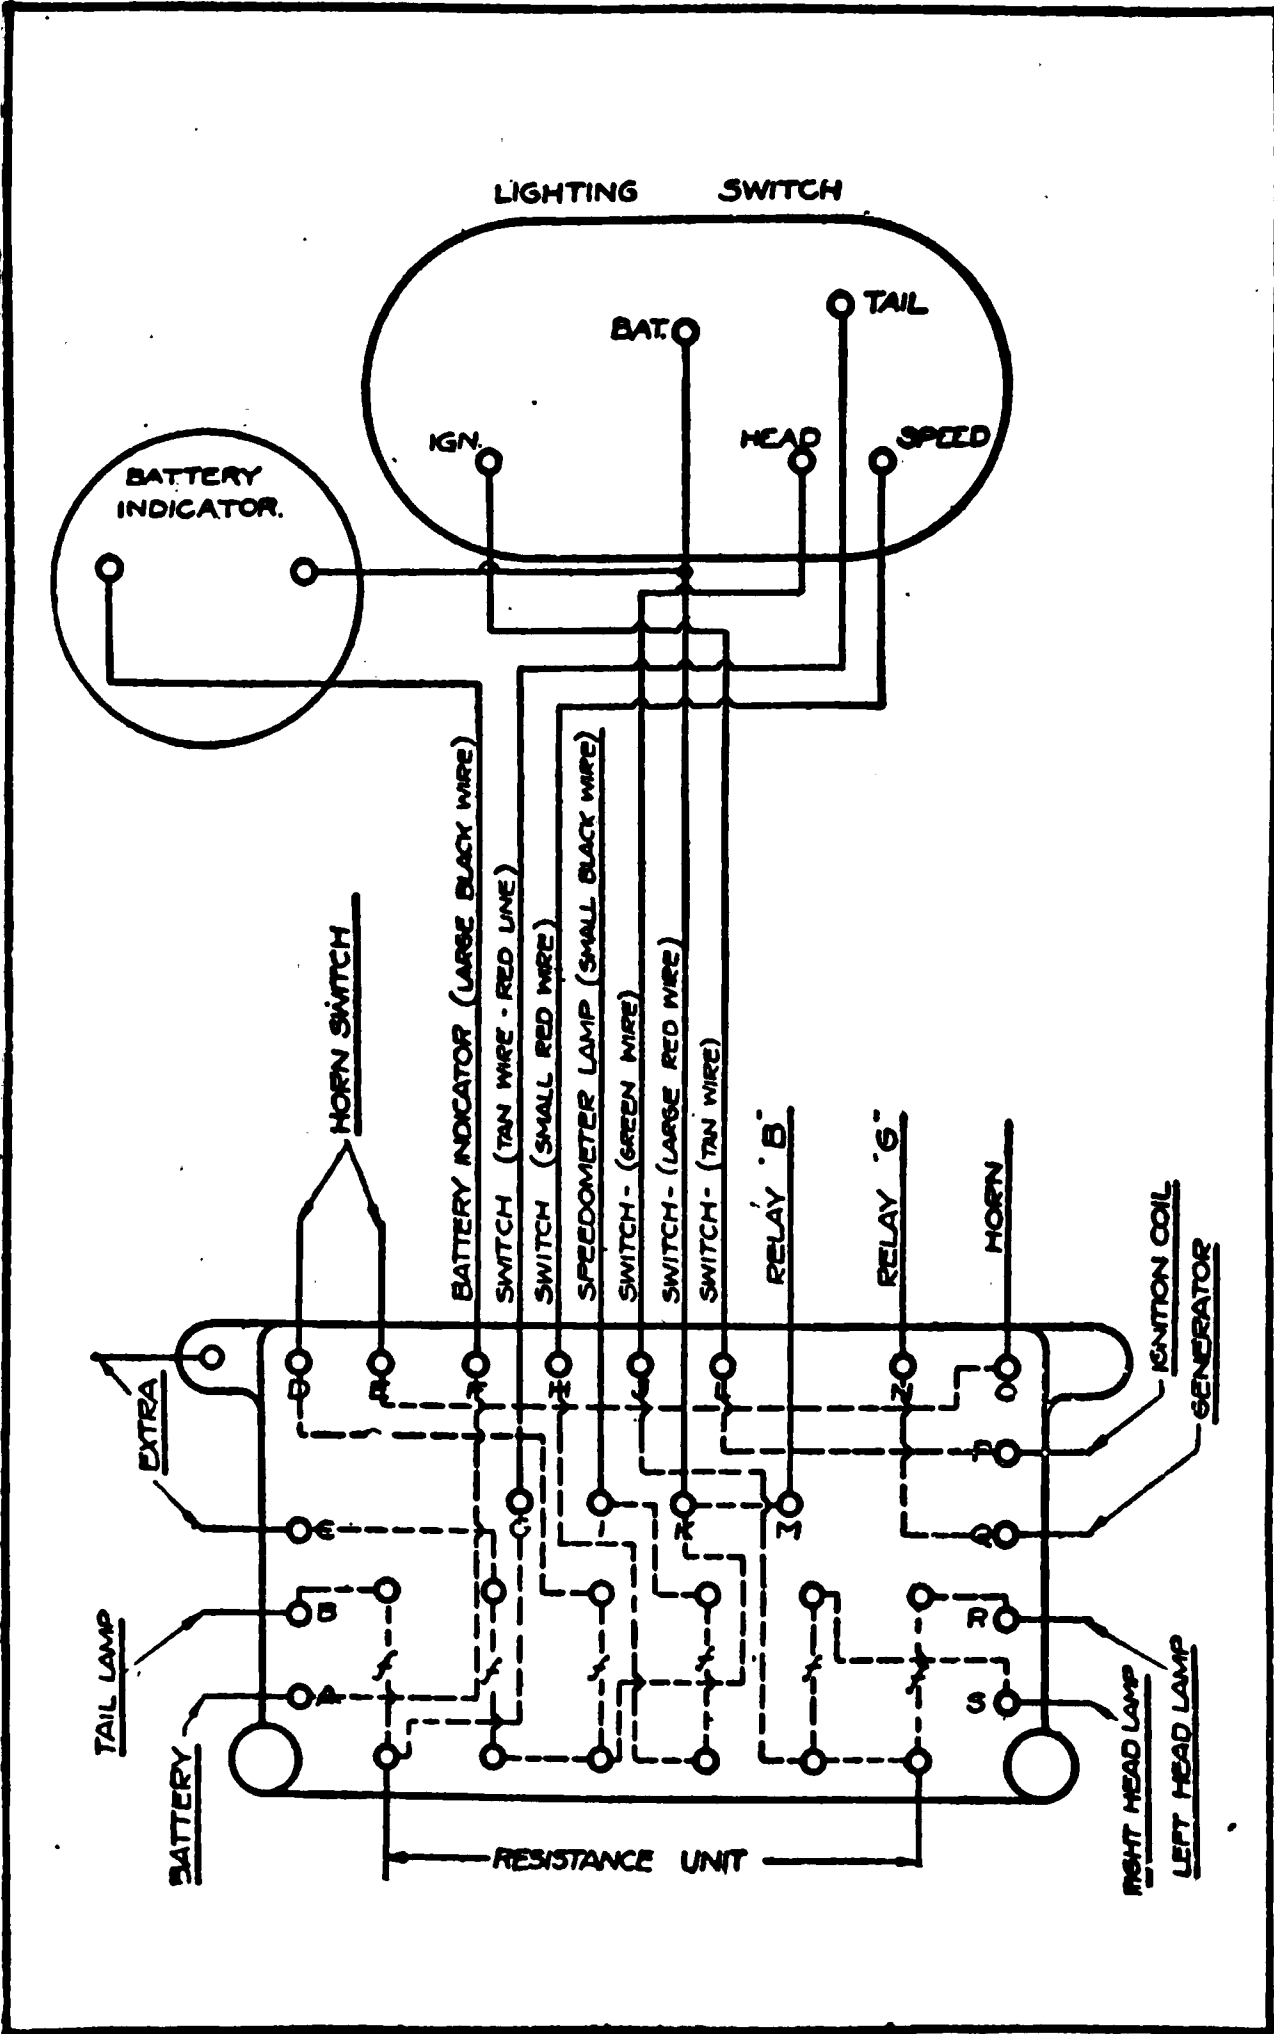 LIGHTING SWITCH
TAIL
BAT.
IGN.
HEAD
SPEED
BATTERY
INDICATOR.
HORN SWITCH
BATTERY INDICATOR (LARGE BLACK WIRE)
SWITCH (TAN WIRE - RED LINE)
SWITCH (SMALL RED WIRE)
SPEEDOMETER LAMP (SMALL BLACK WIRE)
SWITCH - (GREEN WIRE)
SWITCH - (LARGE RED WIRE)
SWITCH - (TAN WIRE)
RELAY "B"
RELAY "G"
HORN
IGNITION COIL
GENERATOR
EXTRA
D
H
F
N
O
P
E
C
K
M
Q
B
R
A
S
TAIL LAMP
BATTERY
RIGHT HEAD LAMP
LEFT HEAD LAMP
RESISTANCE UNIT